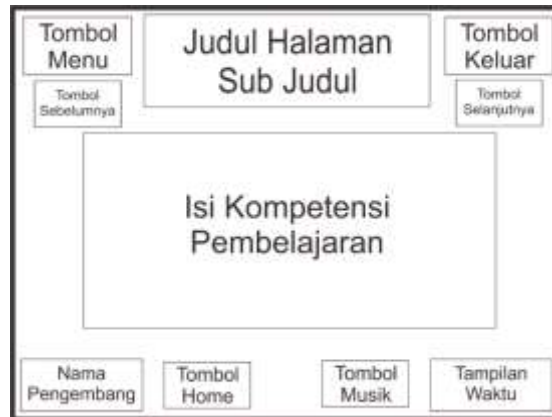 Tombol
Menu
Judul Halaman
Sub Judul
Tombol
Keluar
Tombol
Sebelumnya
Tombol
Selanjutnya
Isi Kompetensi
Pembelajaran
Nama
Pengembang
Tombol
Home
Tombol
Musik
Tampilan
Waktu